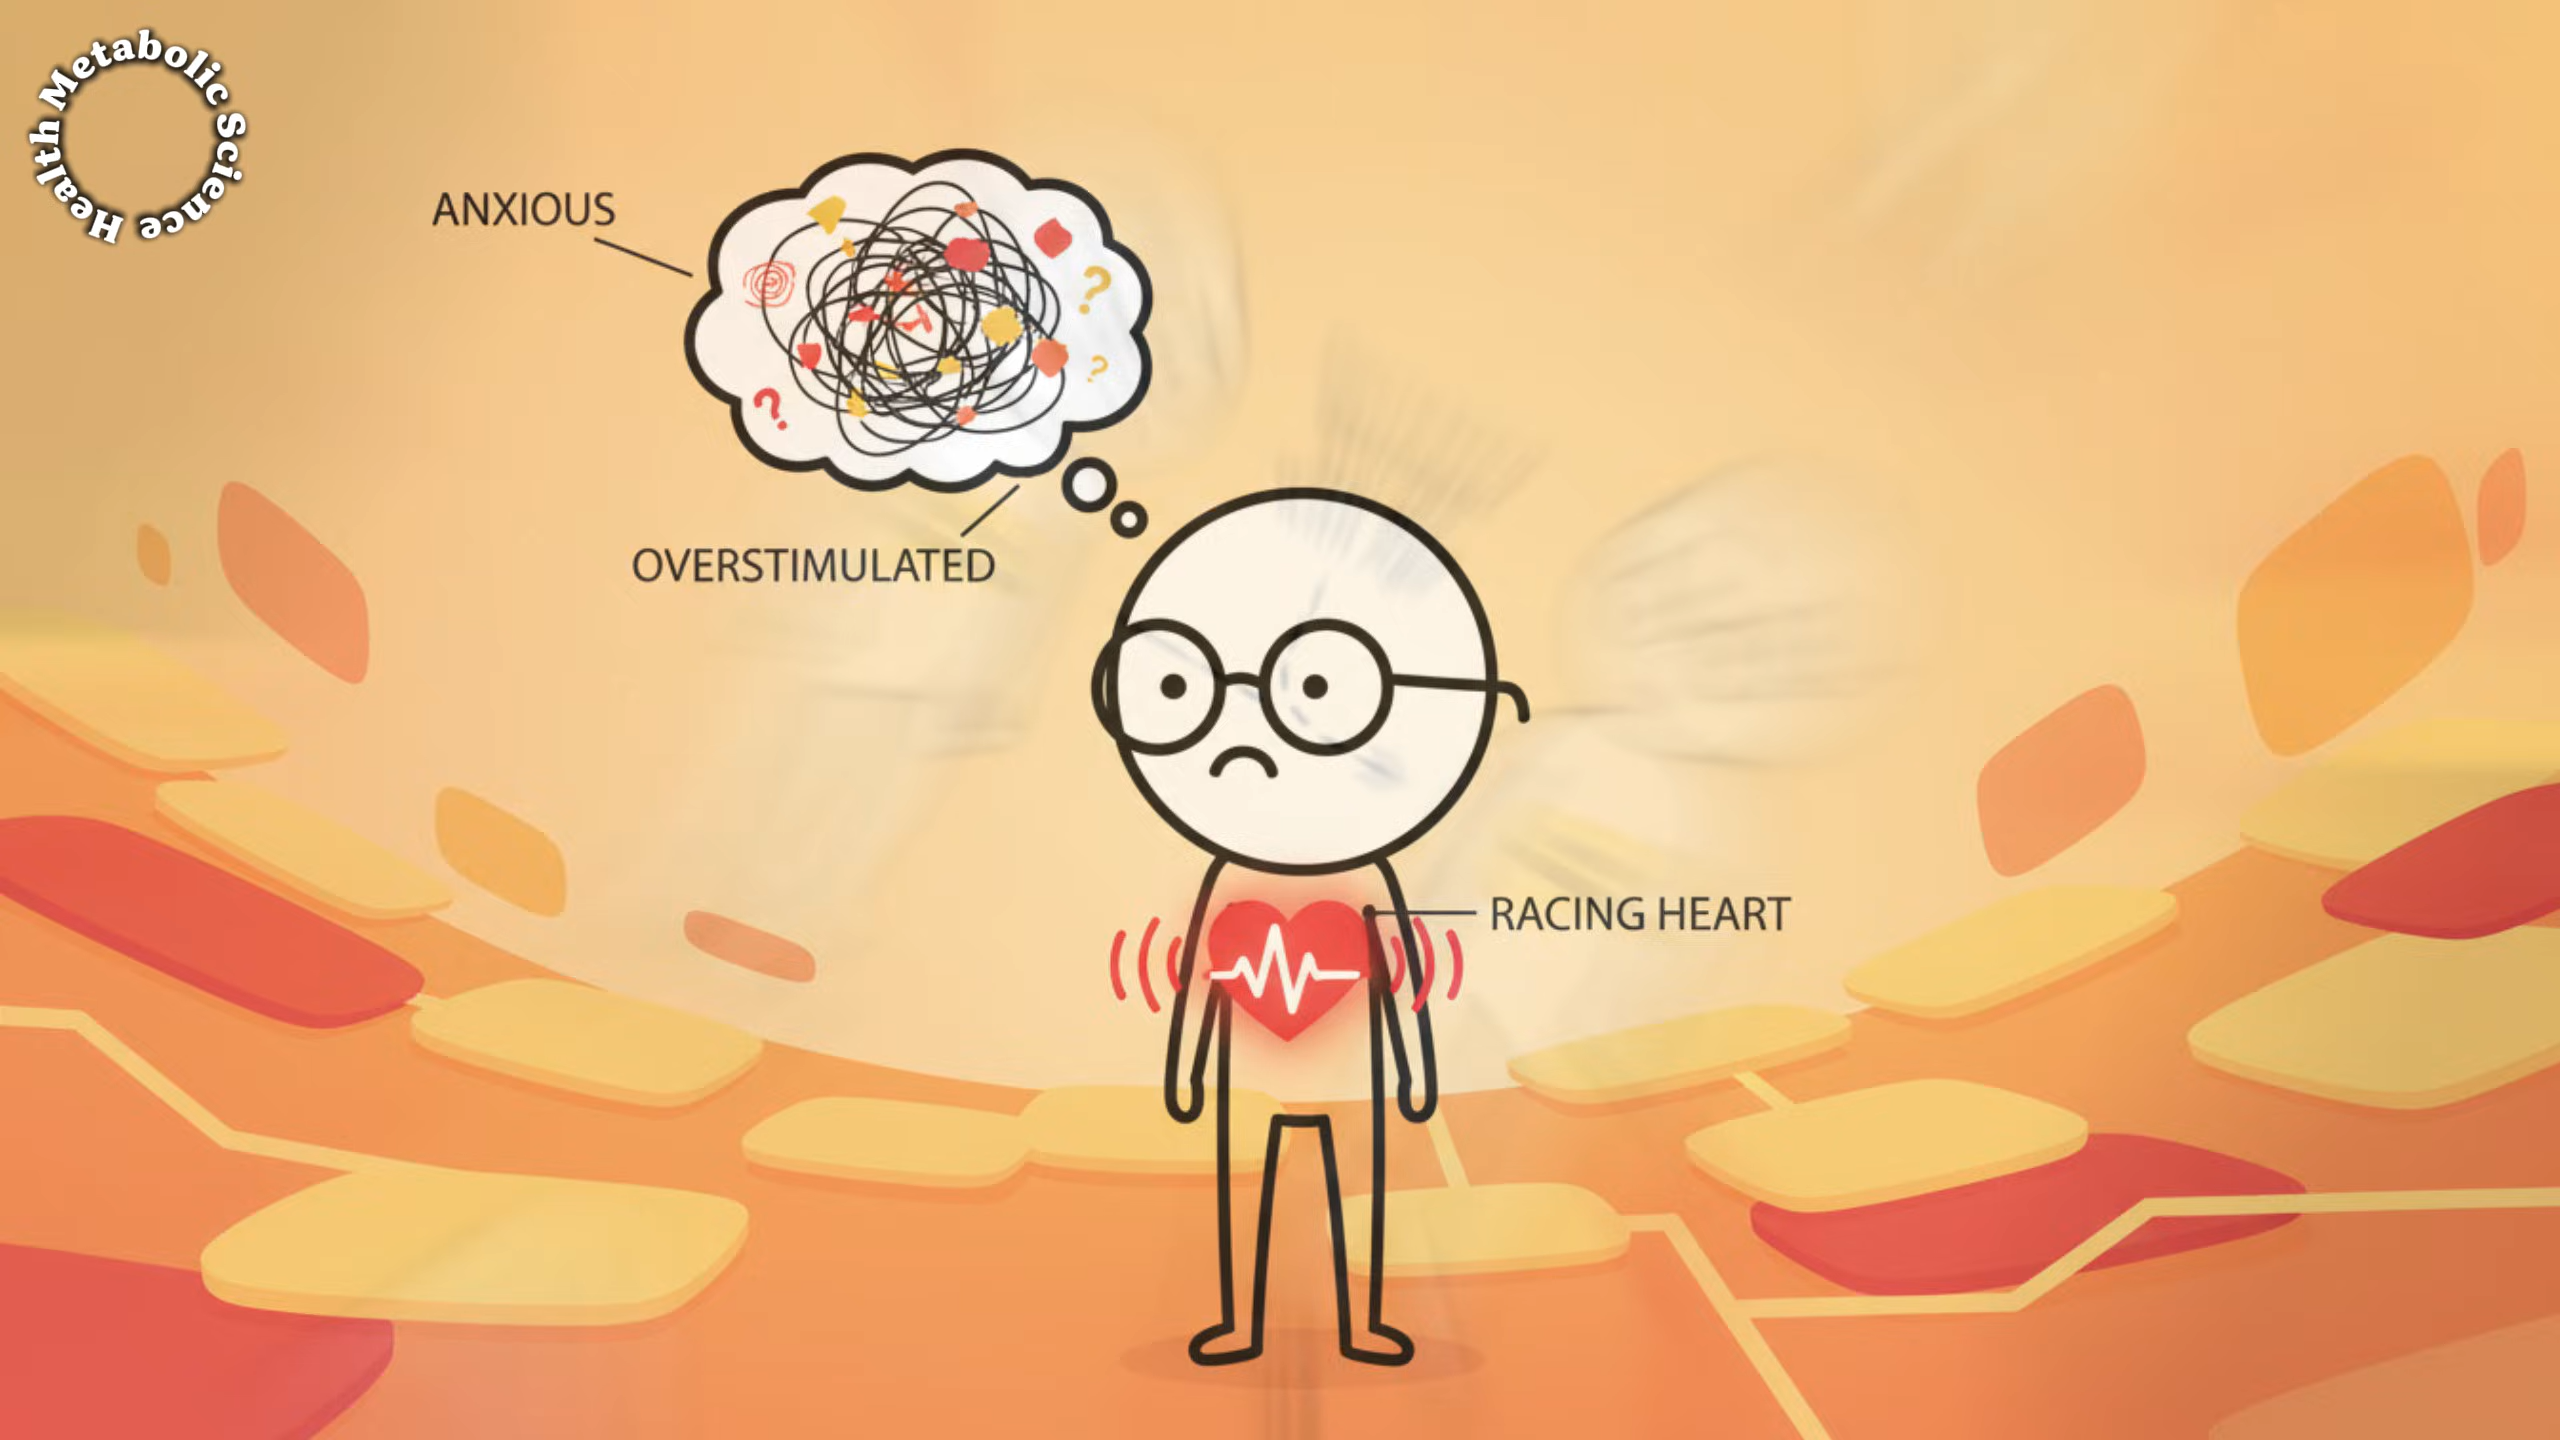 Metabolic Science Health
ANXIOUS
? ? ? 
OVERSTIMULATED
RACING HEART